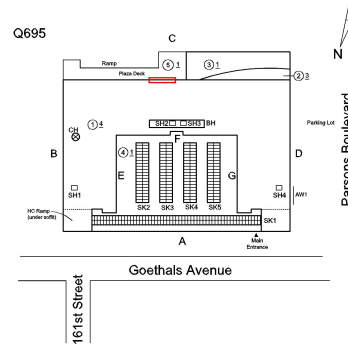 Q695
C
Ramp
⑤ 1
③ 1
Plaza Deck
② 3
N
Parsons Boulevard
Parking Lot
① 4
CH
SH2
SH3
BH
F
④ 1
B
D
E
G
SH1
SH4
AW1
SK2
SK3
SK4
SK5
HC Ramp
(under soffit)
SK1
A
Main
Entrance
Goethals Avenue
161st Street